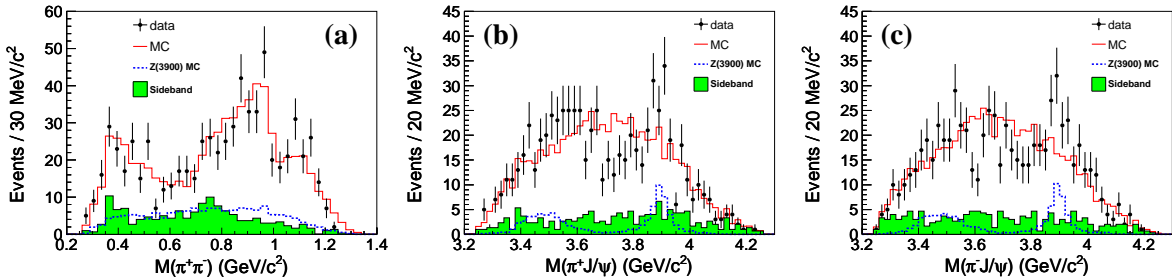 (a)
data
MC
Z(3900) MC
Sideband
Events / 30 MeV/c²
60
50
40
30
20
10
0
0.2 0.4 0.6 0.8 1 1.2 1.4
M(π⁺π⁻) (GeV/c²)
(b)
data
MC
Z(3900) MC
Sideband
Events / 20 MeV/c²
45
40
35
30
25
20
15
10
5
0
3.2 3.4 3.6 3.8 4 4.2
M(π⁺J/ψ) (GeV/c²)
(c)
data
MC
Z(3900) MC
Sideband
Events / 20 MeV/c²
45
40
35
30
25
20
15
10
5
0
3.2 3.4 3.6 3.8 4 4.2
M(π⁻J/ψ) (GeV/c²)